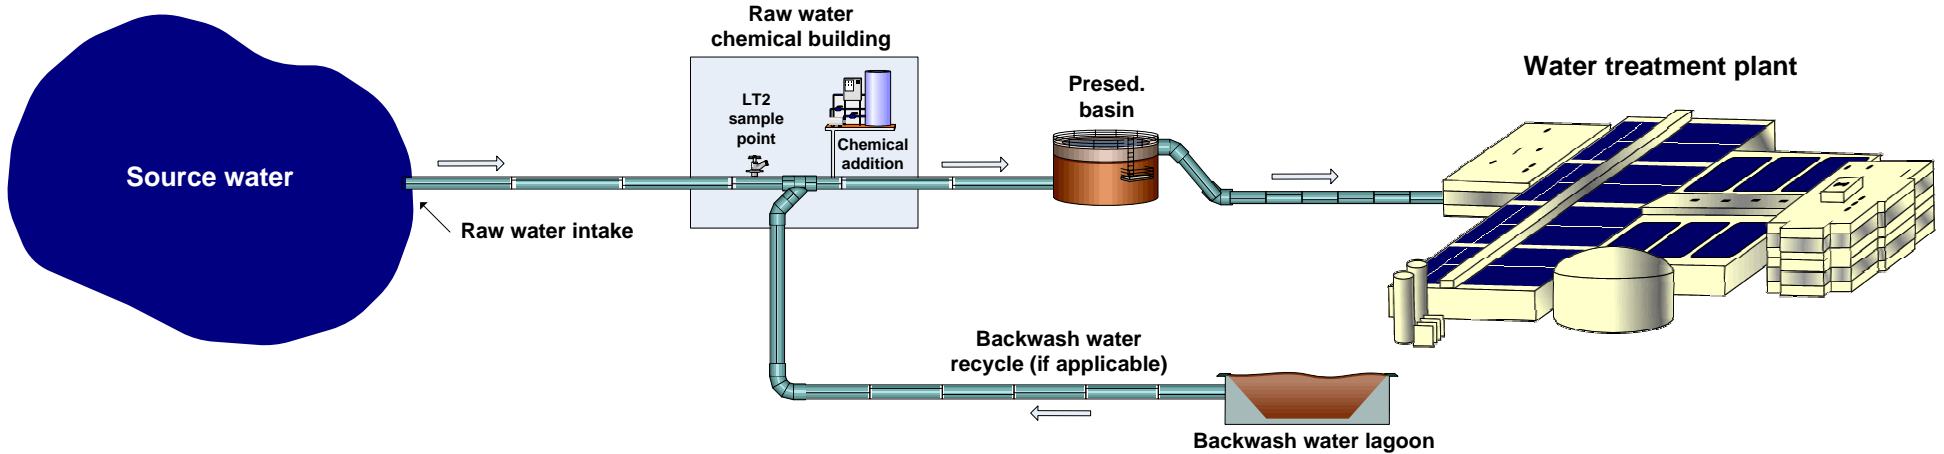 Raw water
chemical building
Water treatment plant
Presed.
basin
LT2
sample
point
Chemical
addition
Source water
Raw water intake
Backwash water
recycle (if applicable)
Backwash water lagoon